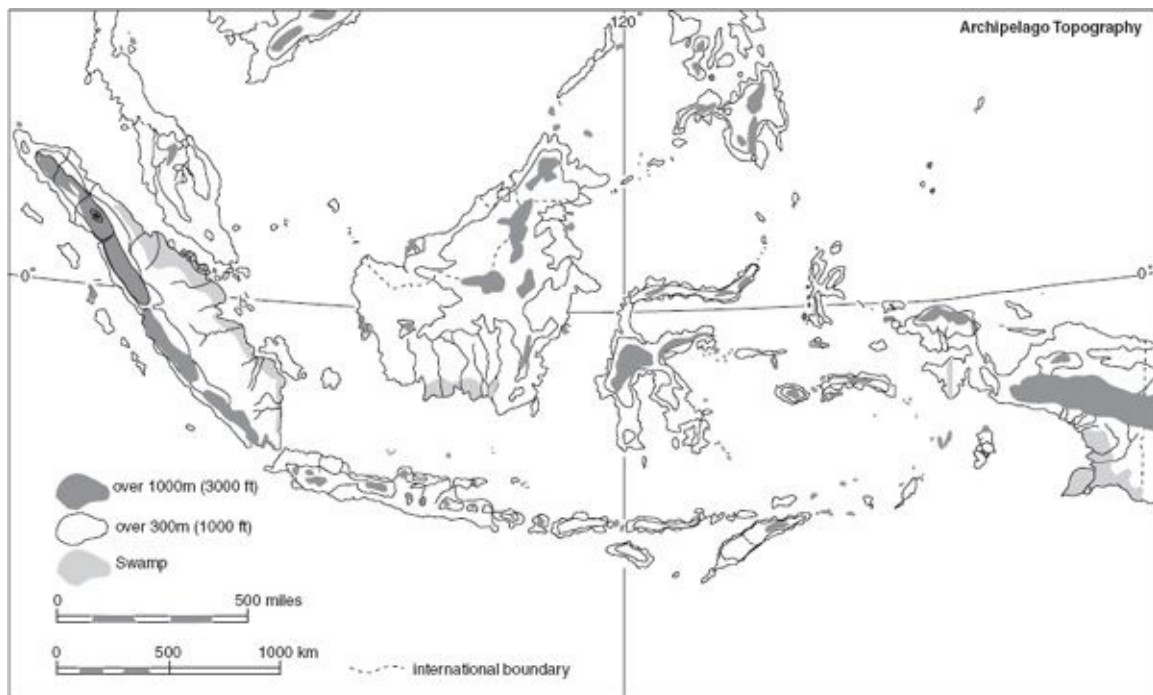 120°
Archipelago Topography
0°
0°
over 1000m (3000 ft)
over 300m (1000 ft)
Swamp
0 500 miles
0 500 1000 km
international boundary